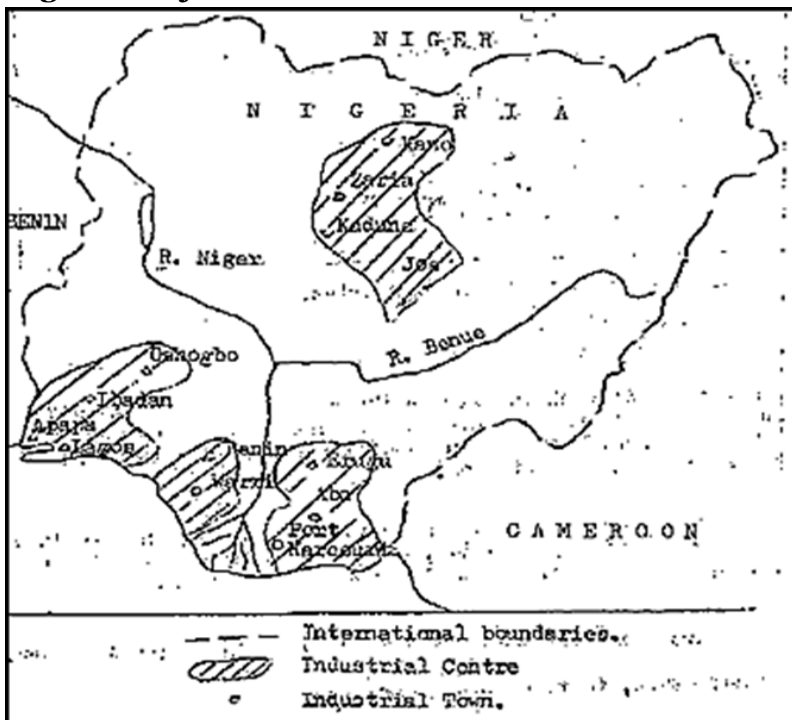 NIGER
NIGERIA
Kano
Zaria
Kaduna
Jos
BENIN
R. Niger
R. Benue
Oshogbo
Ibadan
Apapa
Lagos
Benin
Warri
Enugu
Aba
Port
Harcourt
CAMEROON
International boundaries.
Industrial Centre
Industrial Town.